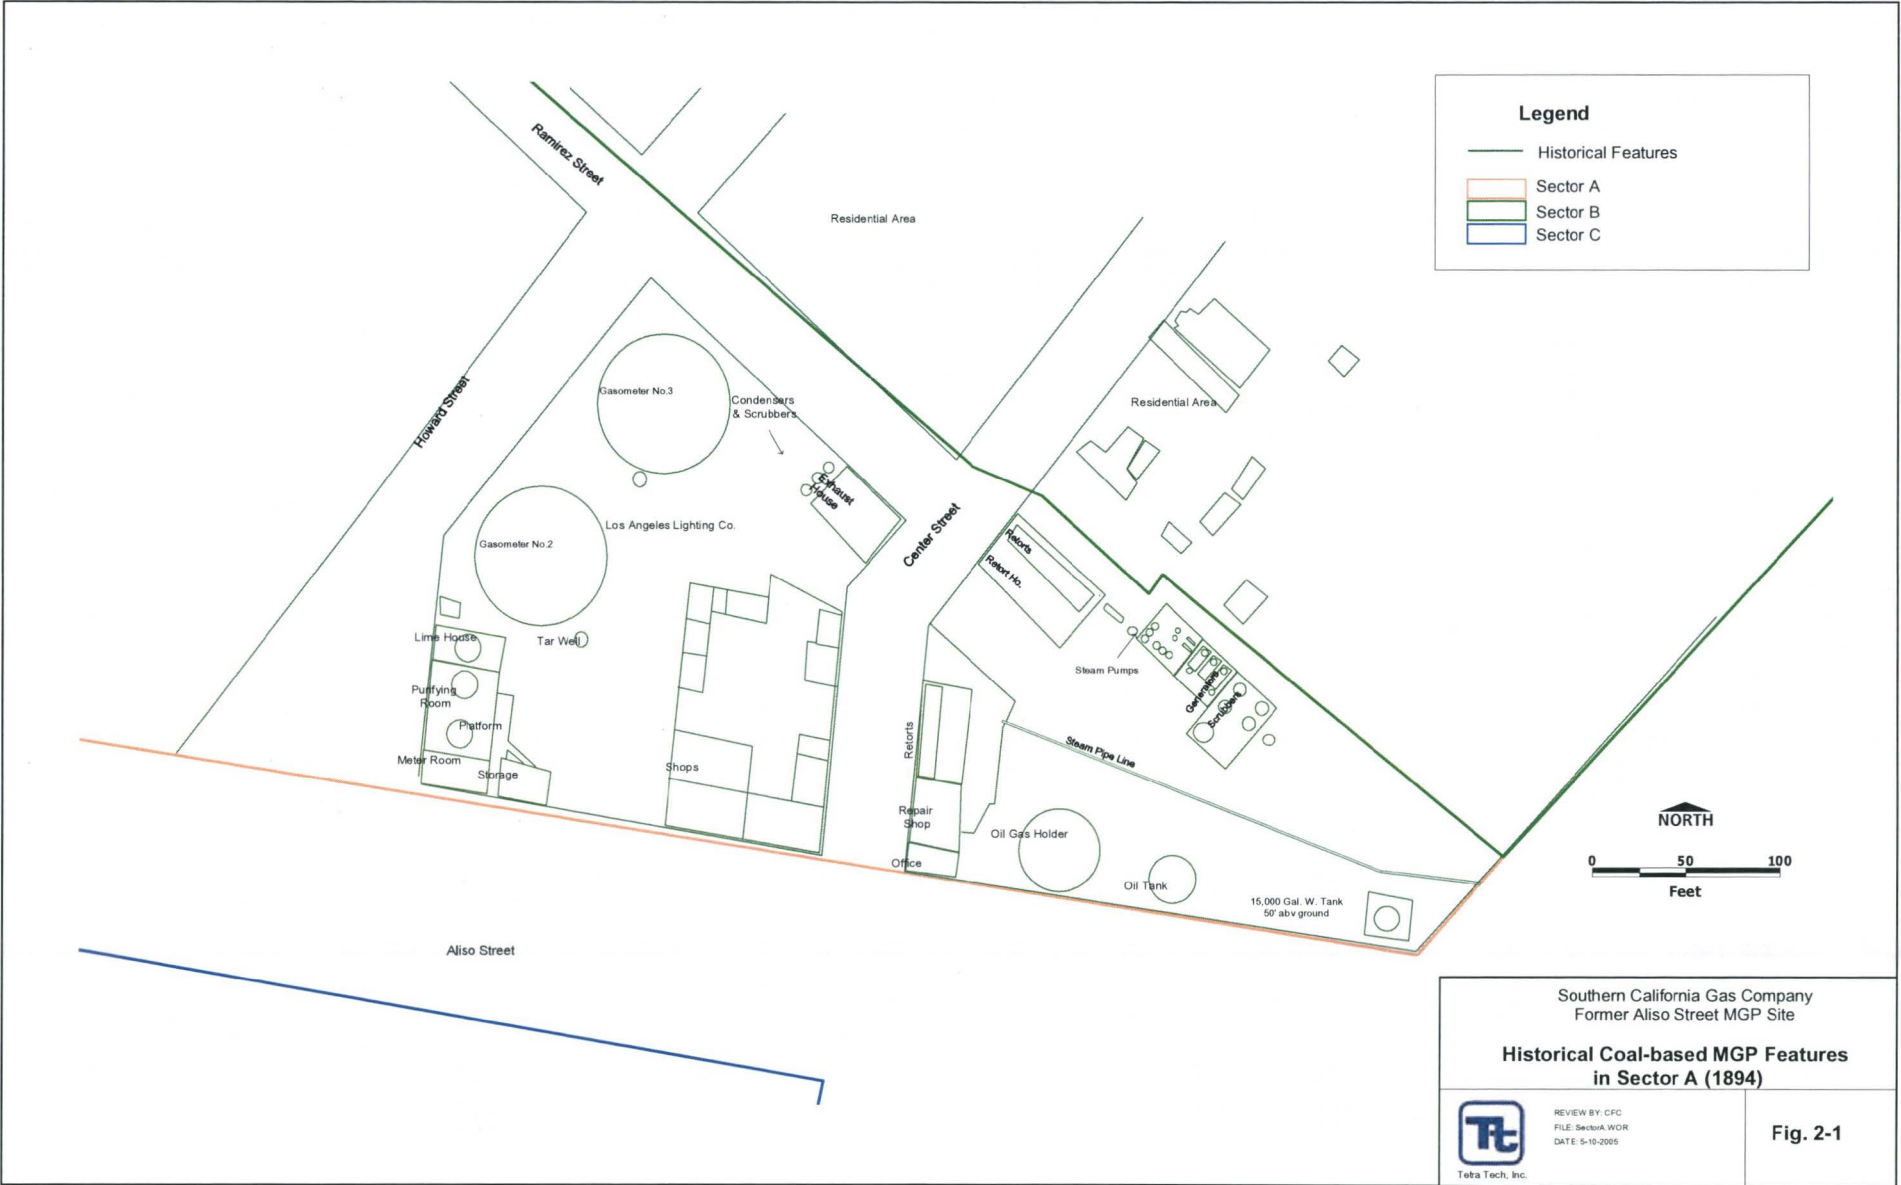 Legend
Historical Features
Sector A
Sector B
Sector C
Ramirez Street
Residential Area
Howard Street
Gasometer No.3
Condensers
& Scrubbers
Residential Area
Exhaust
House
Los Angeles Lighting Co.
Center Street
Gasometer No.2
Retorts
Retort Ho.
Lime House
Tar Well
Steam Pumps
Generators
Scrubbers
Purifying
Room
Platform
Retorts
Steam Pipe Line
Meter Room
Storage
Shops
Repair
Shop
Oil Gas Holder
Office
Oil Tank
15,000 Gal. W. Tank
50' abv ground
NORTH
0 50 100
Feet
Aliso Street
Southern California Gas Company
Former Aliso Street MGP Site
Historical Coal-based MGP Features
in Sector A (1894)
REVIEW BY: CFC
FILE: SectorA.WOR
DATE: 5-10-2005
Fig. 2-1
Tt
Tetra Tech, Inc.